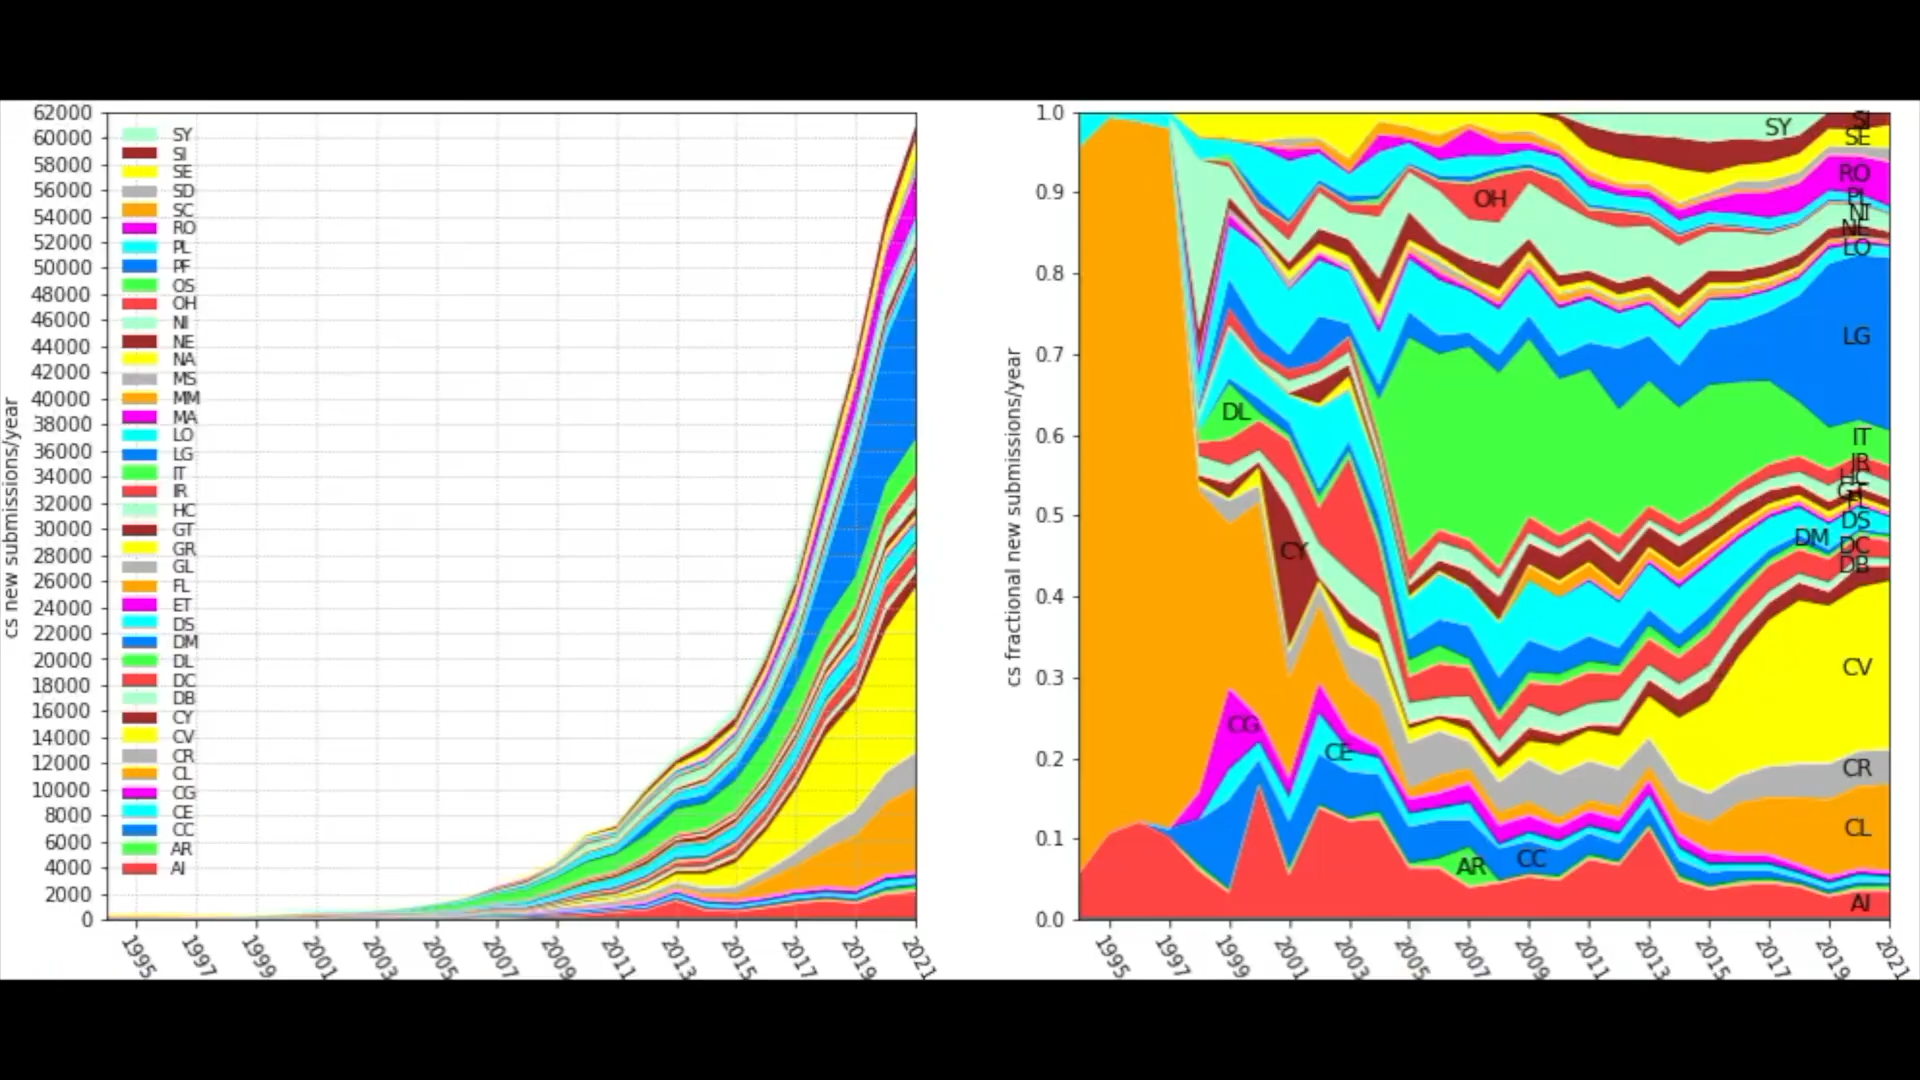 cs new submissions/year
62000
60000
58000
56000
54000
52000
50000
48000
46000
44000
42000
40000
38000
36000
34000
32000
30000
28000
26000
24000
22000
20000
18000
16000
14000
12000
10000
8000
6000
4000
2000
0
SY
SI
SE
SD
SC
RO
PL
PF
OS
OH
NI
NE
NA
MS
MM
MA
LO
LG
IT
IR
HC
GT
GR
GL
FL
ET
DS
DM
DL
DC
DB
CY
CV
CR
CL
CG
CE
CC
AR
AI
1995 1997 1999 2001 2003 2005 2007 2009 2011 2013 2015 2017 2019 2021
cs fractional new submissions/year
1.0
0.9
0.8
0.7
0.6
0.5
0.4
0.3
0.2
0.1
0.0
SI
SY
SE
RO
OH
PL
NI
NE
LO
LG
DL
IT
IR
HC
GT
FL
DS
DM
DC
CY
DB
CV
CG
CE
CR
CL
CC
AR
AI
1995 1997 1999 2001 2003 2005 2007 2009 2011 2013 2015 2017 2019 2021